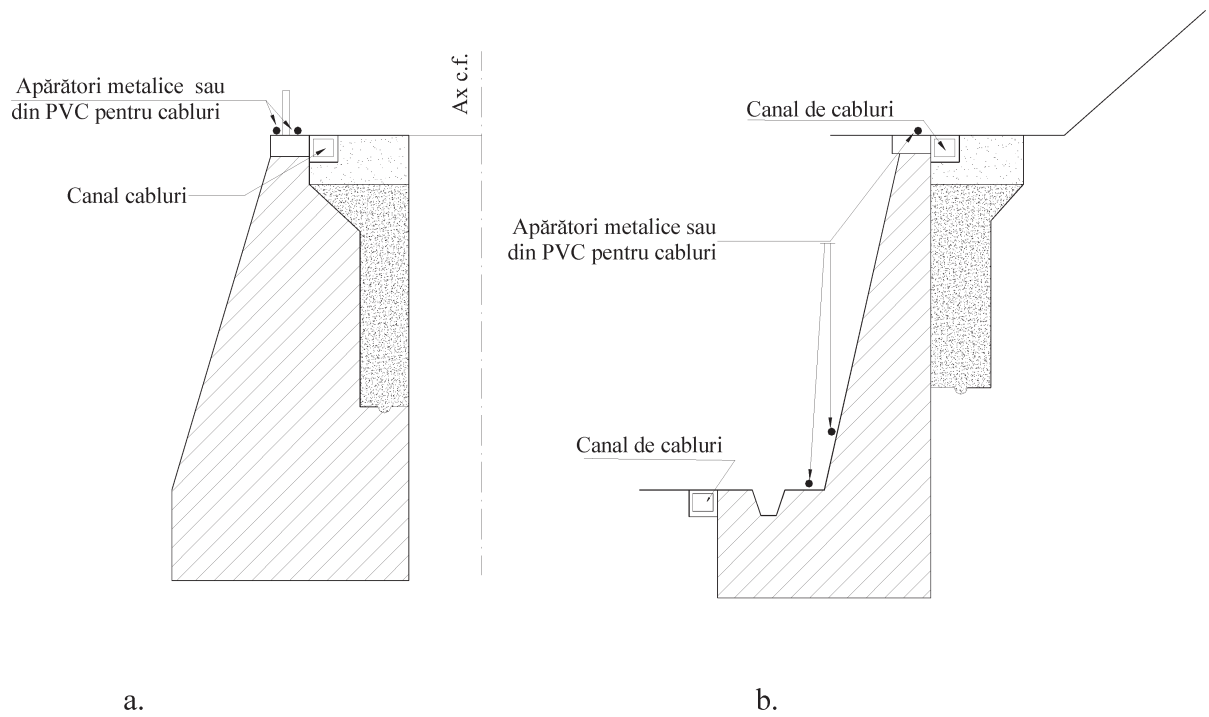 Apărători metalice sau
din PVC pentru cabluri
Ax c.f.
Canal cabluri
Canal de cabluri
Apărători metalice sau
din PVC pentru cabluri
Canal de cabluri
a.
b.